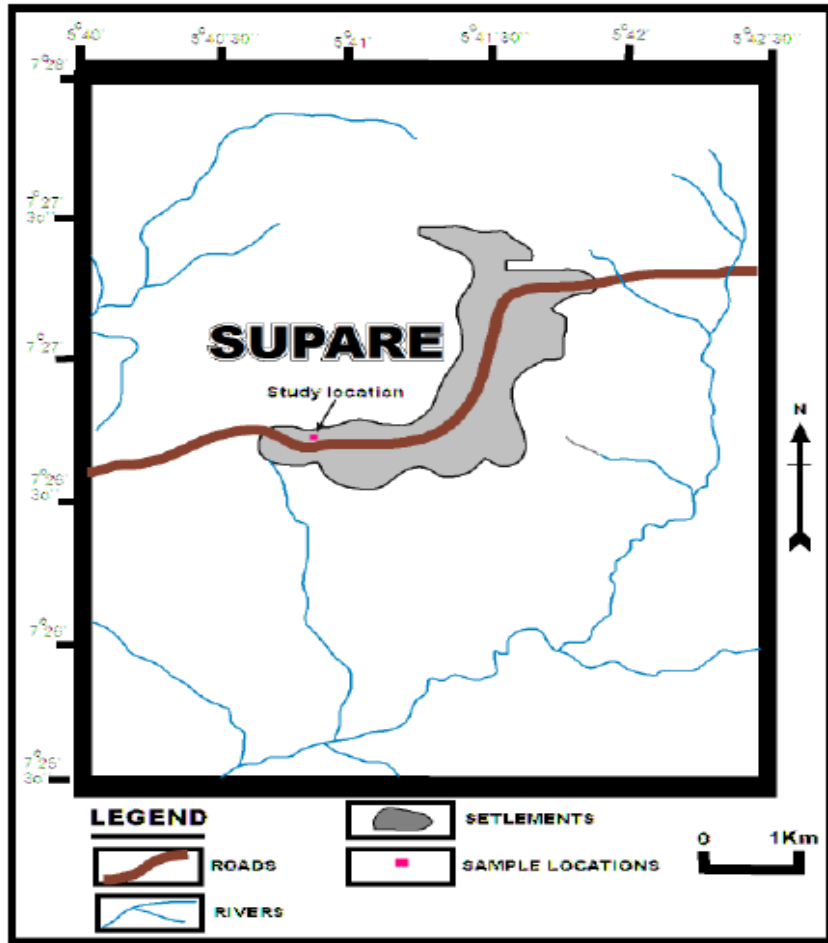 5°40' 5°40'30'' 5°41' 5°41'30'' 5°42' 5°42'30''
7°28'
7°27'
30''
SUPARE
7°27'
Study location
N
7°26'
30''
7°26'
7°25'
30''
LEGEND
SETLEMENTS
0 1Km
ROADS
SAMPLE LOCATIONS
RIVERS